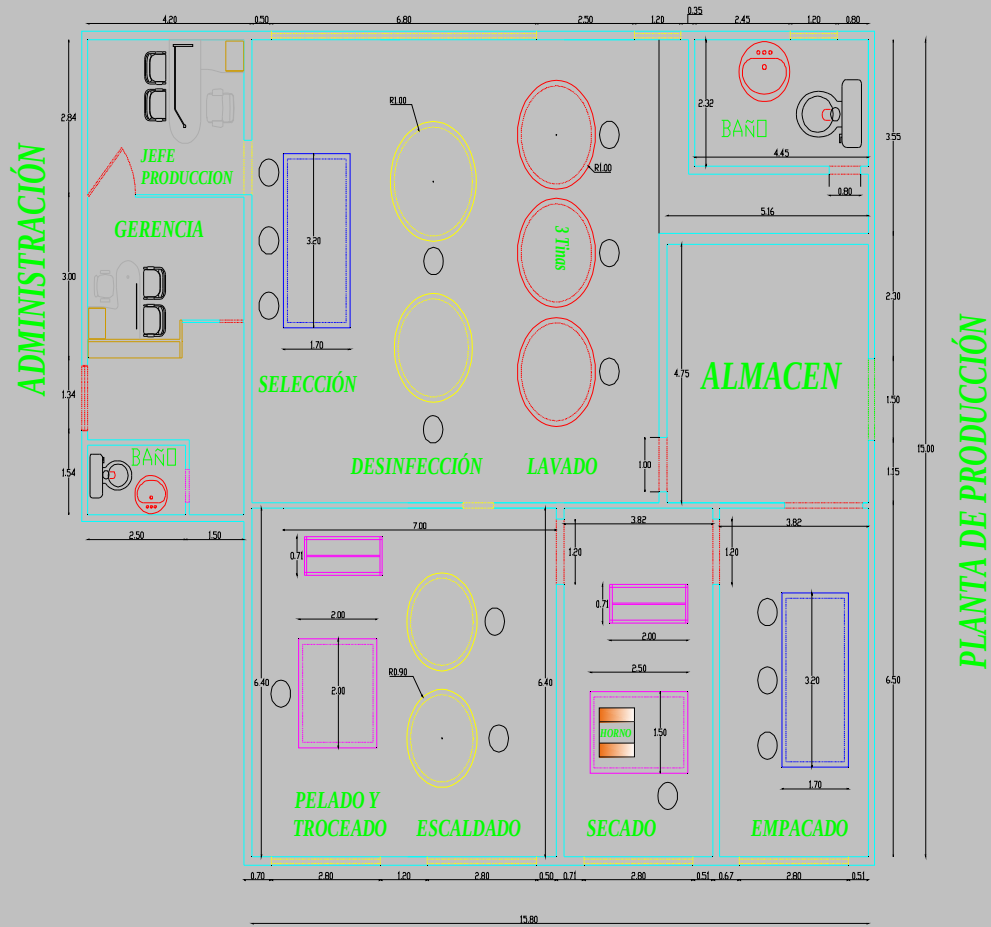 0.35
4.20
0.50
6.80
2.50
1.20
2.45
1.20
0.80
2.84
JEFE
PRODUCCION
GERENCIA
ADMINISTRACIÓN
3.00
1.34
1.54
BAÑO
2.50
1.50
R1.00
3.20
1.70
SELECCIÓN
DESINFECCIÓN
R1.00
3 Tinas
LAVADO
2.32
BAÑO
4.45
0.80
5.16
3.55
4.75
ALMACEN
2.30
1.50
1.15
1.00
15.00
PLANTA DE PRODUCCIÓN
7.00
0.71
2.00
2.00
6.40
R0.90
6.40
PELADO Y
TROCEADO
ESCALDADO
3.82
1.20
0.71
2.00
2.50
HORNO
1.50
SECADO
3.82
1.20
3.20
1.70
EMPACADO
6.50
0.70
2.80
1.20
2.80
0.50
0.71
2.80
0.51
0.67
2.80
0.51
15.80